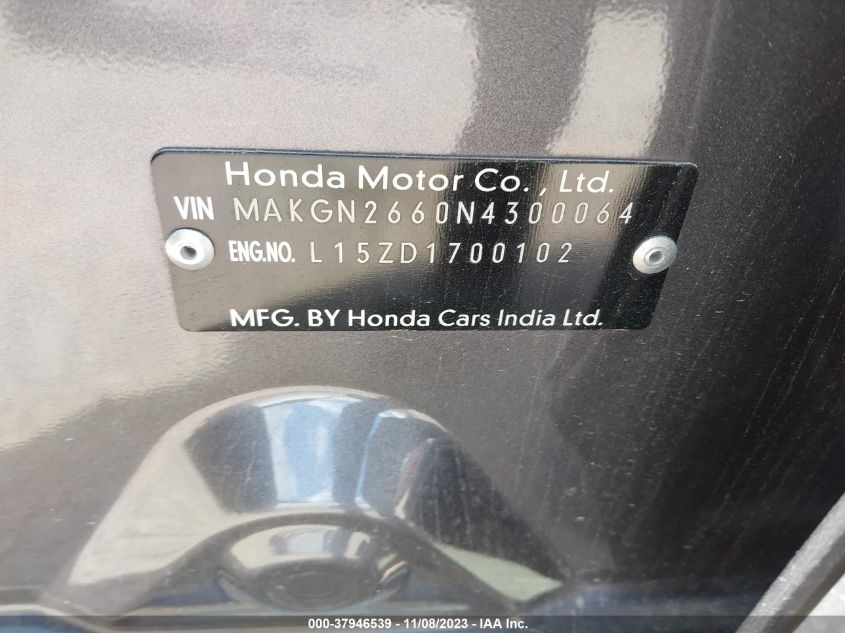 Honda Motor Co., Ltd.
VIN MAKGN2660N4300064
ENG.NO. L15ZD1700102
MFG. BY Honda Cars India Ltd.
000-37946539 - 11/08/2023 - IAA Inc.